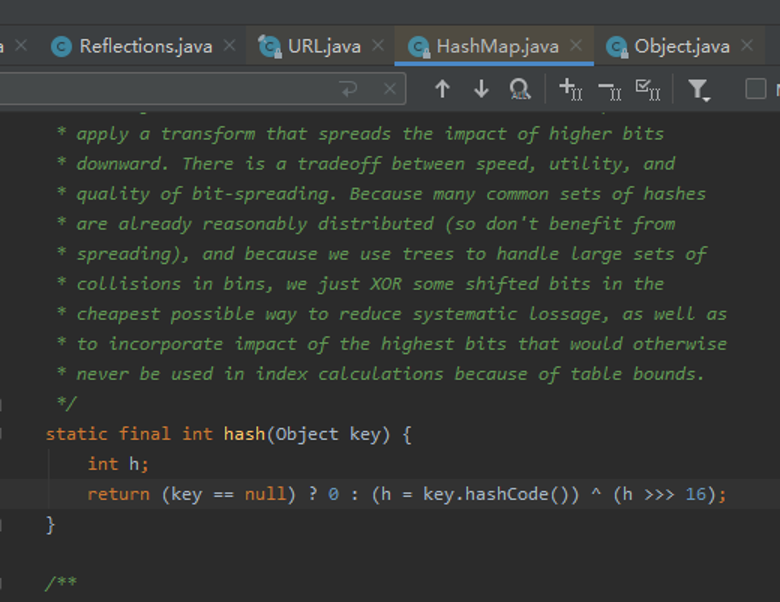 a
Reflections.java
URL.java
HashMap.java
Object.java
* apply a transform that spreads the impact of higher bits
* downward. There is a tradeoff between speed, utility, and
* quality of bit-spreading. Because many common sets of hashes
* are already reasonably distributed (so don't benefit from
* spreading), and because we use trees to handle large sets of
* collisions in bins, we just XOR some shifted bits in the
* cheapest possible way to reduce systematic lossage, as well as
* to incorporate impact of the highest bits that would otherwise
* never be used in index calculations because of table bounds.
*/
static final int hash(Object key) {
int h;
return (key == null) ? 0 : (h = key.hashCode()) ^ (h >>> 16);
}
/**